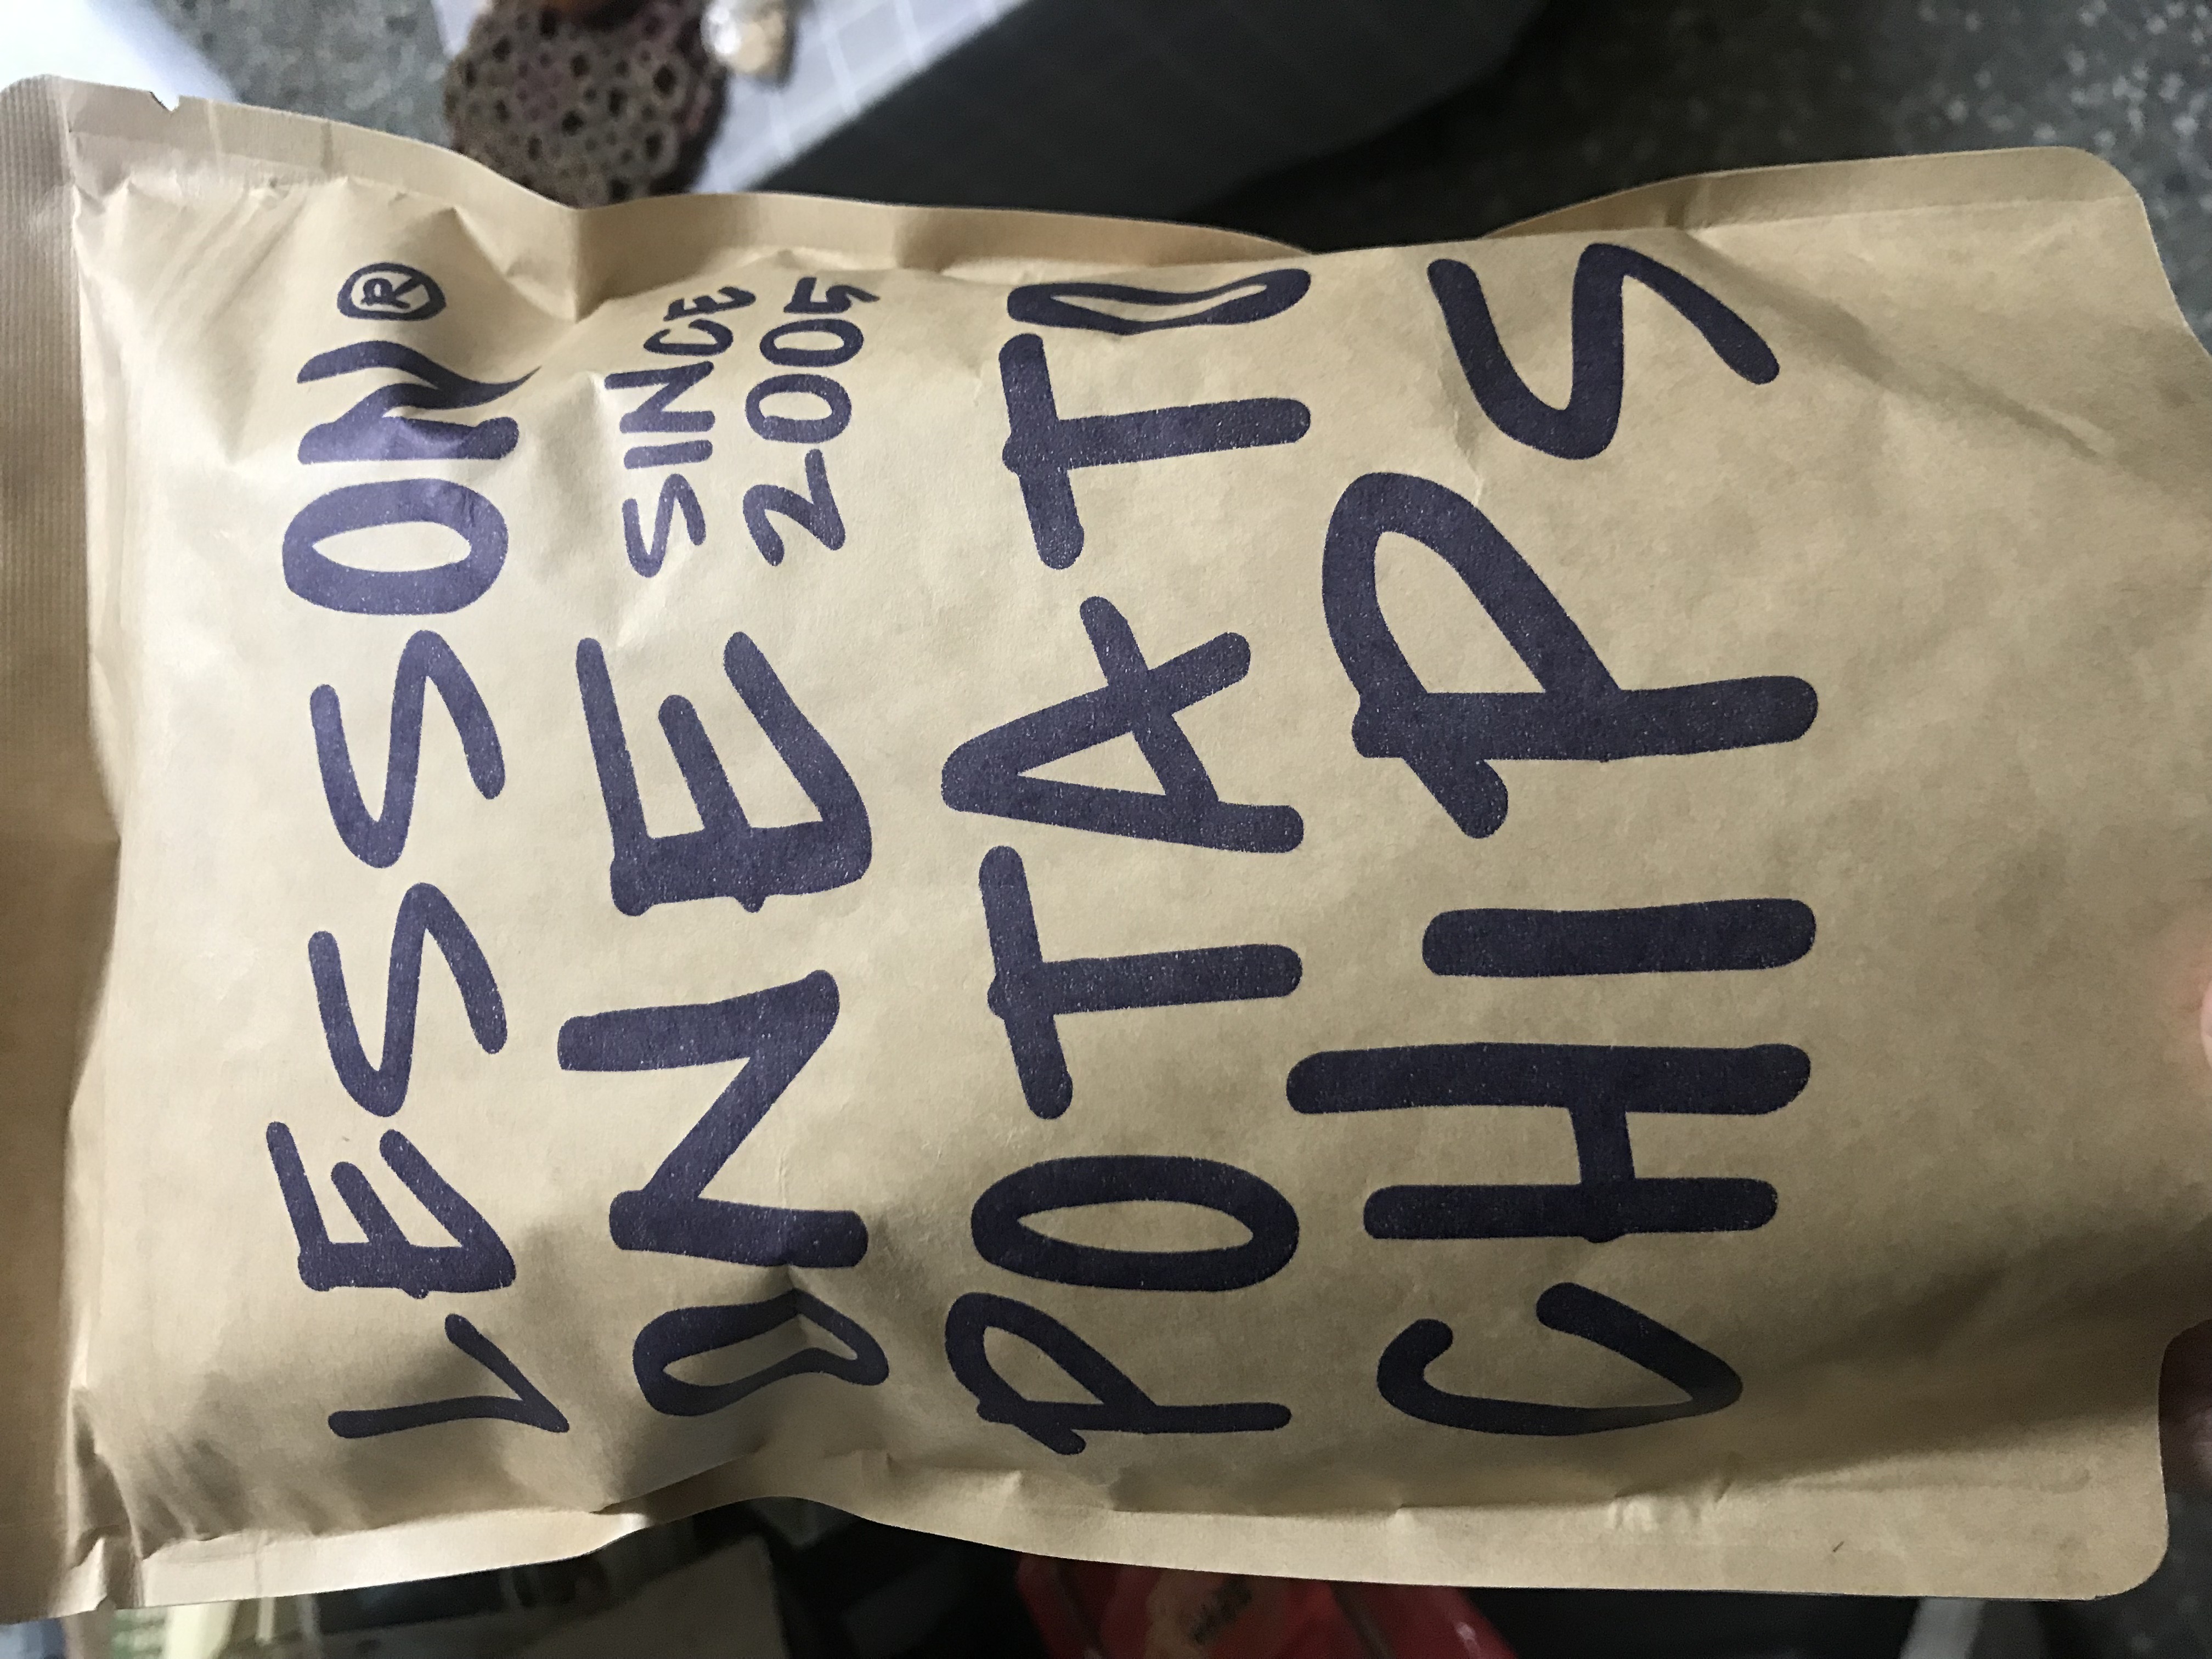 LESSON®
ONE
SINCE
2005
POTATO
CHIPS